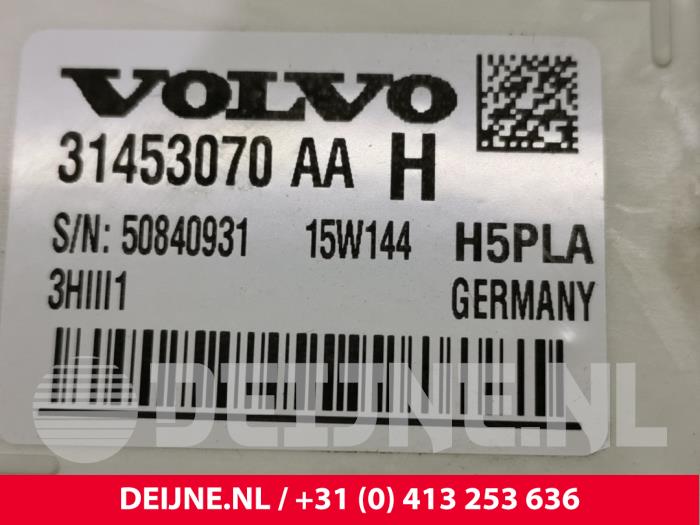 VOLVO
31453070 AA H
S/N: 50840931 15W144 H5PLA
3HIII1 GERMANY
DEIJNE.NL
DEIJNE.NL / +31 (0) 413 253 636